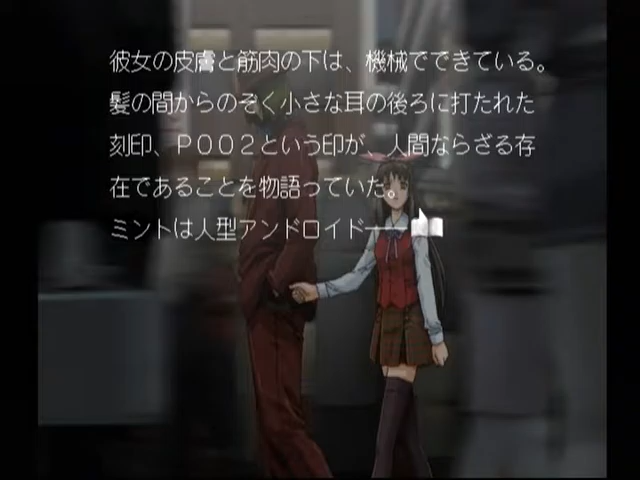 彼女の皮膚と筋肉の下は、機械でできている。
髪の間からのぞく小さな耳の後ろに打たれた
刻印、P002という印が、人間ならざる存
在であることを物語っていた。
ミントは人型アンドロイド──